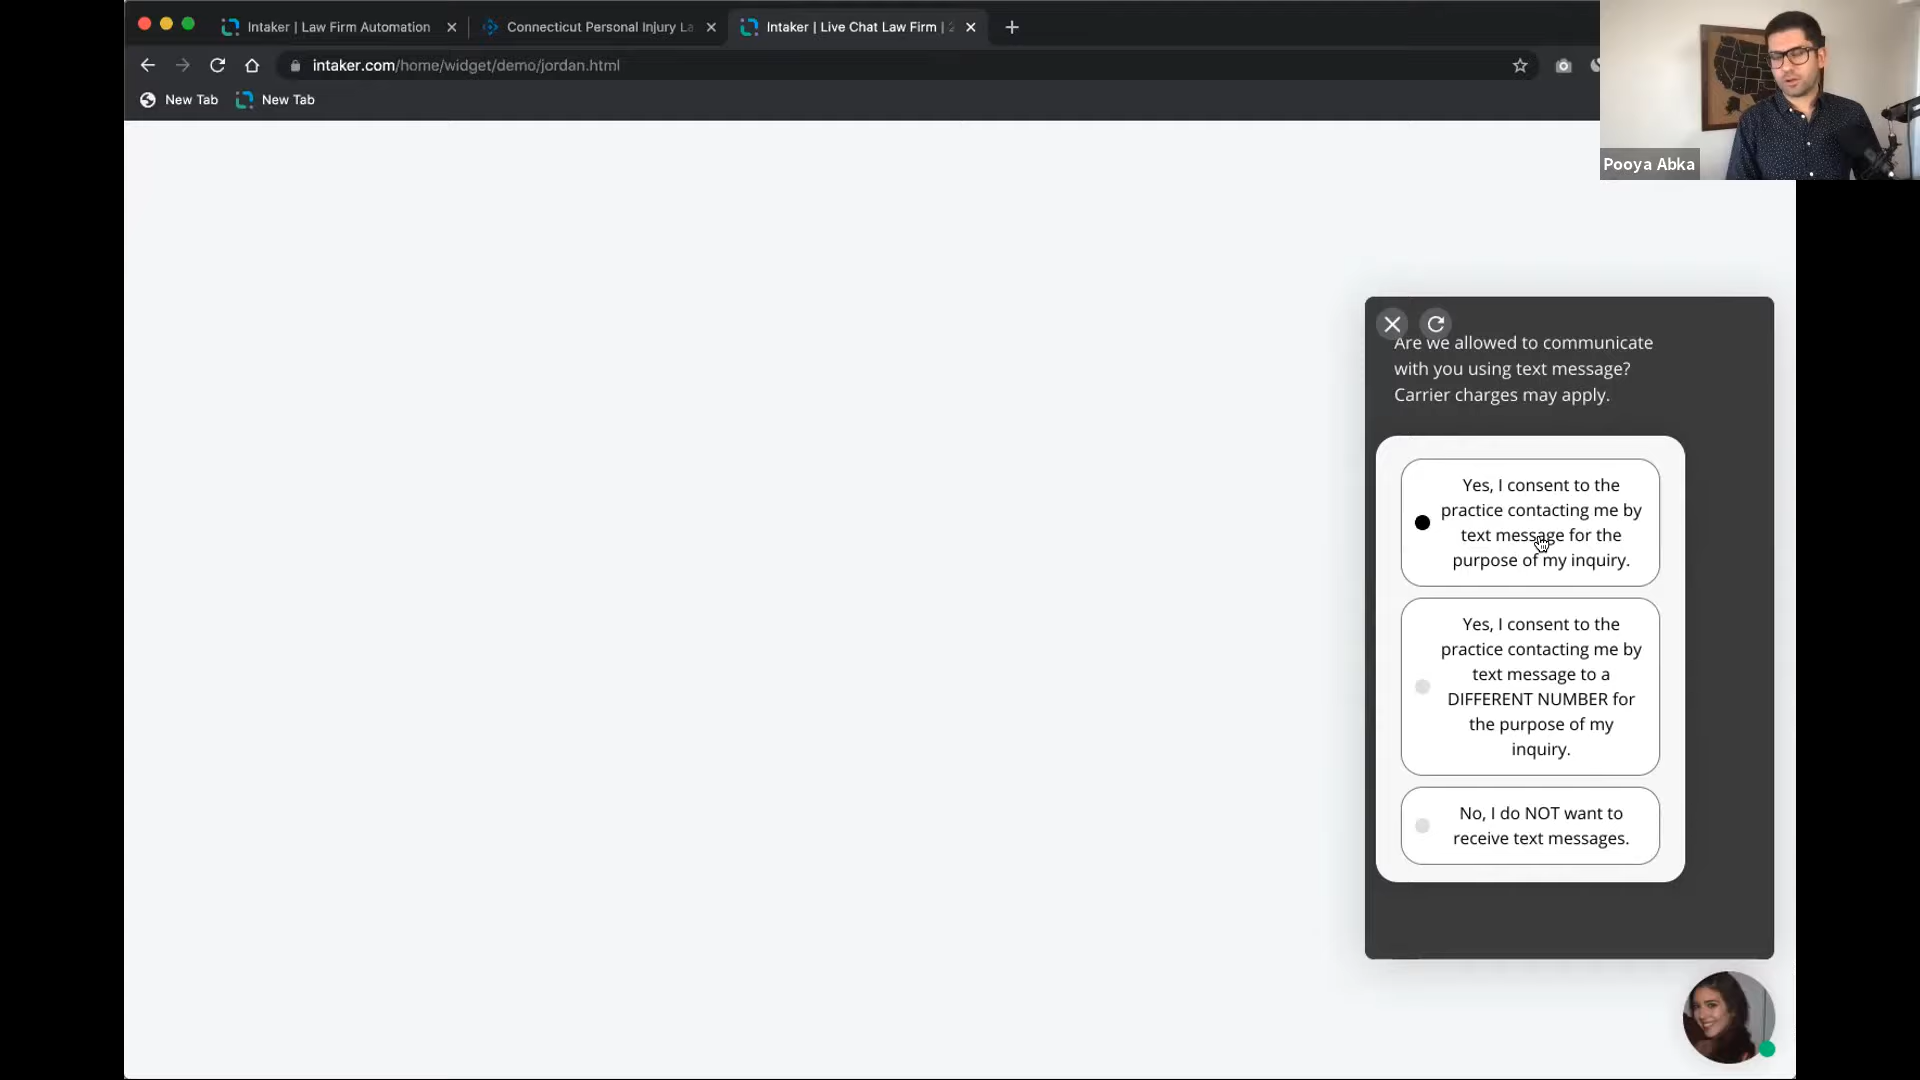 Intaker | Law Firm Automation
Connecticut Personal Injury La
Intaker | Live Chat Law Firm | 2
intaker.com/home/widget/demo/jordan.html
New Tab
New Tab
Pooya Abka
Are we allowed to communicate
with you using text message?
Carrier charges may apply.
Yes, I consent to the
practice contacting me by
text message for the
purpose of my inquiry.
Yes, I consent to the
practice contacting me by
text message to a
DIFFERENT NUMBER for
the purpose of my
inquiry.
No, I do NOT want to
receive text messages.